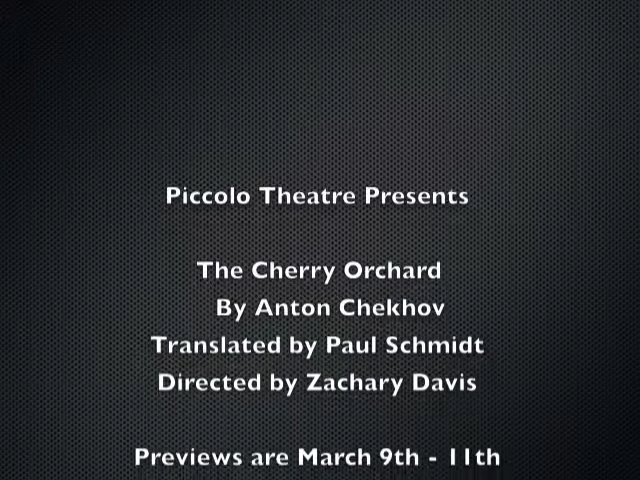 Piccolo Theatre Presents
The Cherry Orchard
By Anton Chekhov
Translated by Paul Schmidt
Directed by Zachary Davis
Previews are March 9th - 11th